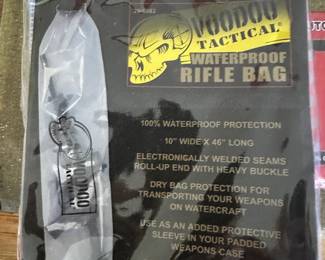 VOODOO
TACTICAL®
WATERPROOF
RIFLE BAG
100% WATERPROOF PROTECTION
10" WIDE X 46" LONG
ELECTRONICALLY WELDED SEAMS
ROLL-UP END WITH HEAVY BUCKLE
DRY BAG PROTECTION FOR
TRANSPORTING YOUR WEAPONS
ON WATERCRAFT
USE AS AN ADDED PROTECTIVE
SLEEVE IN YOUR PADDED
WEAPONS CASE
VOODOO
TACTICAL